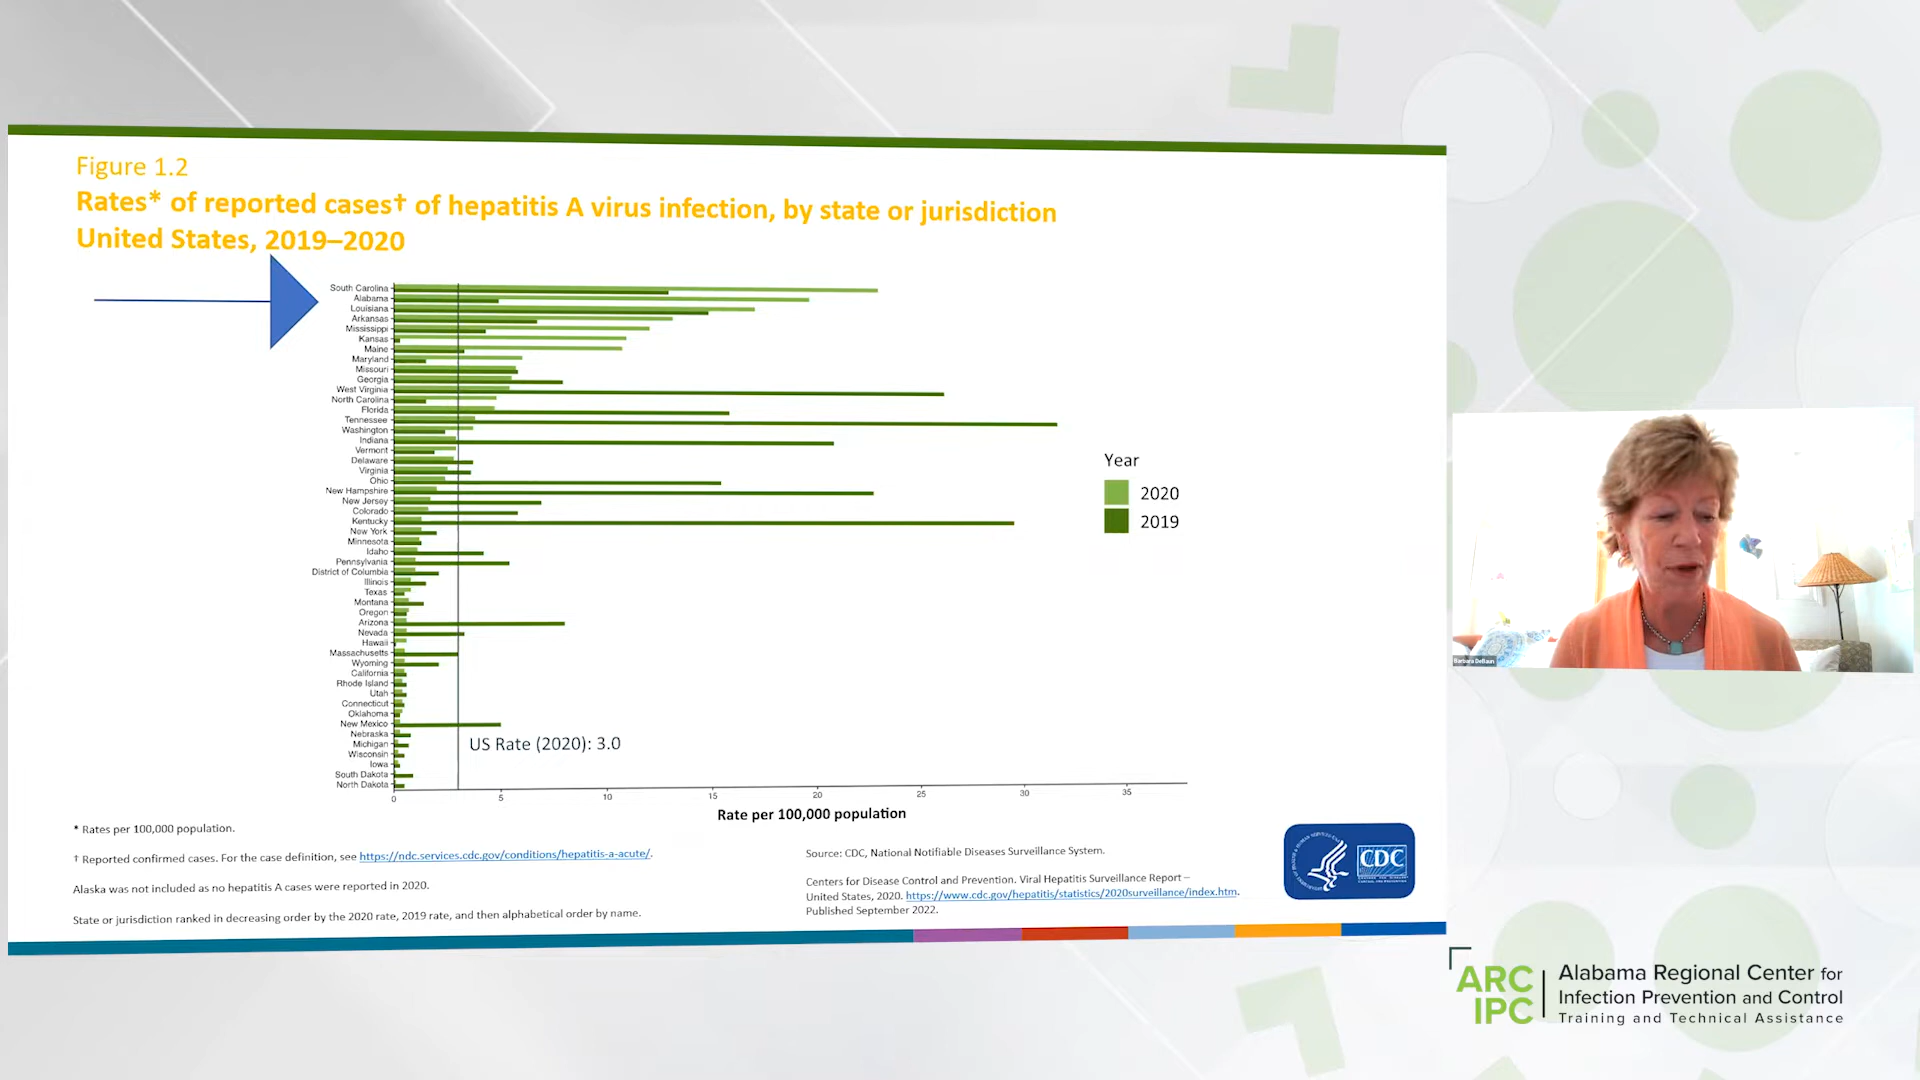 Figure 1.2
Rates* of reported cases† of hepatitis A virus infection, by state or jurisdiction
United States, 2019–2020
South Carolina
Alabama
Louisiana
Arkansas
Mississippi
Kansas
Maine
Maryland
Missouri
Georgia
West Virginia
North Carolina
Florida
Tennessee
Washington
Indiana
Vermont
Delaware
Virginia
Ohio
New Hampshire
New Jersey
Colorado
Kentucky
New York
Minnesota
Idaho
Pennsylvania
District of Columbia
Illinois
Texas
Montana
Oregon
Arizona
Nevada
Hawaii
Massachusetts
Wyoming
California
Rhode Island
Utah
Connecticut
Oklahoma
New Mexico
Nebraska
Michigan
Wisconsin
Iowa
South Dakota
North Dakota
US Rate (2020): 3.0
0 5 10 15 20 25 30 35
Rate per 100,000 population
Year
2020
2019
* Rates per 100,000 population.
† Reported confirmed cases. For the case definition, see https://ndc.services.cdc.gov/conditions/hepatitis-a-acute/.
Alaska was not included as no hepatitis A cases were reported in 2020.
State or jurisdiction ranked in decreasing order by the 2020 rate, 2019 rate, and then alphabetical order by name.
Source: CDC, National Notifiable Diseases Surveillance System.
Centers for Disease Control and Prevention. Viral Hepatitis Surveillance Report –
United States, 2020. https://www.cdc.gov/hepatitis/statistics/2020surveillance/index.htm.
Published September 2022.
CDC
Barbara DeBaun
ARC
IPC
Alabama Regional Center for
Infection Prevention and Control
Training and Technical Assistance